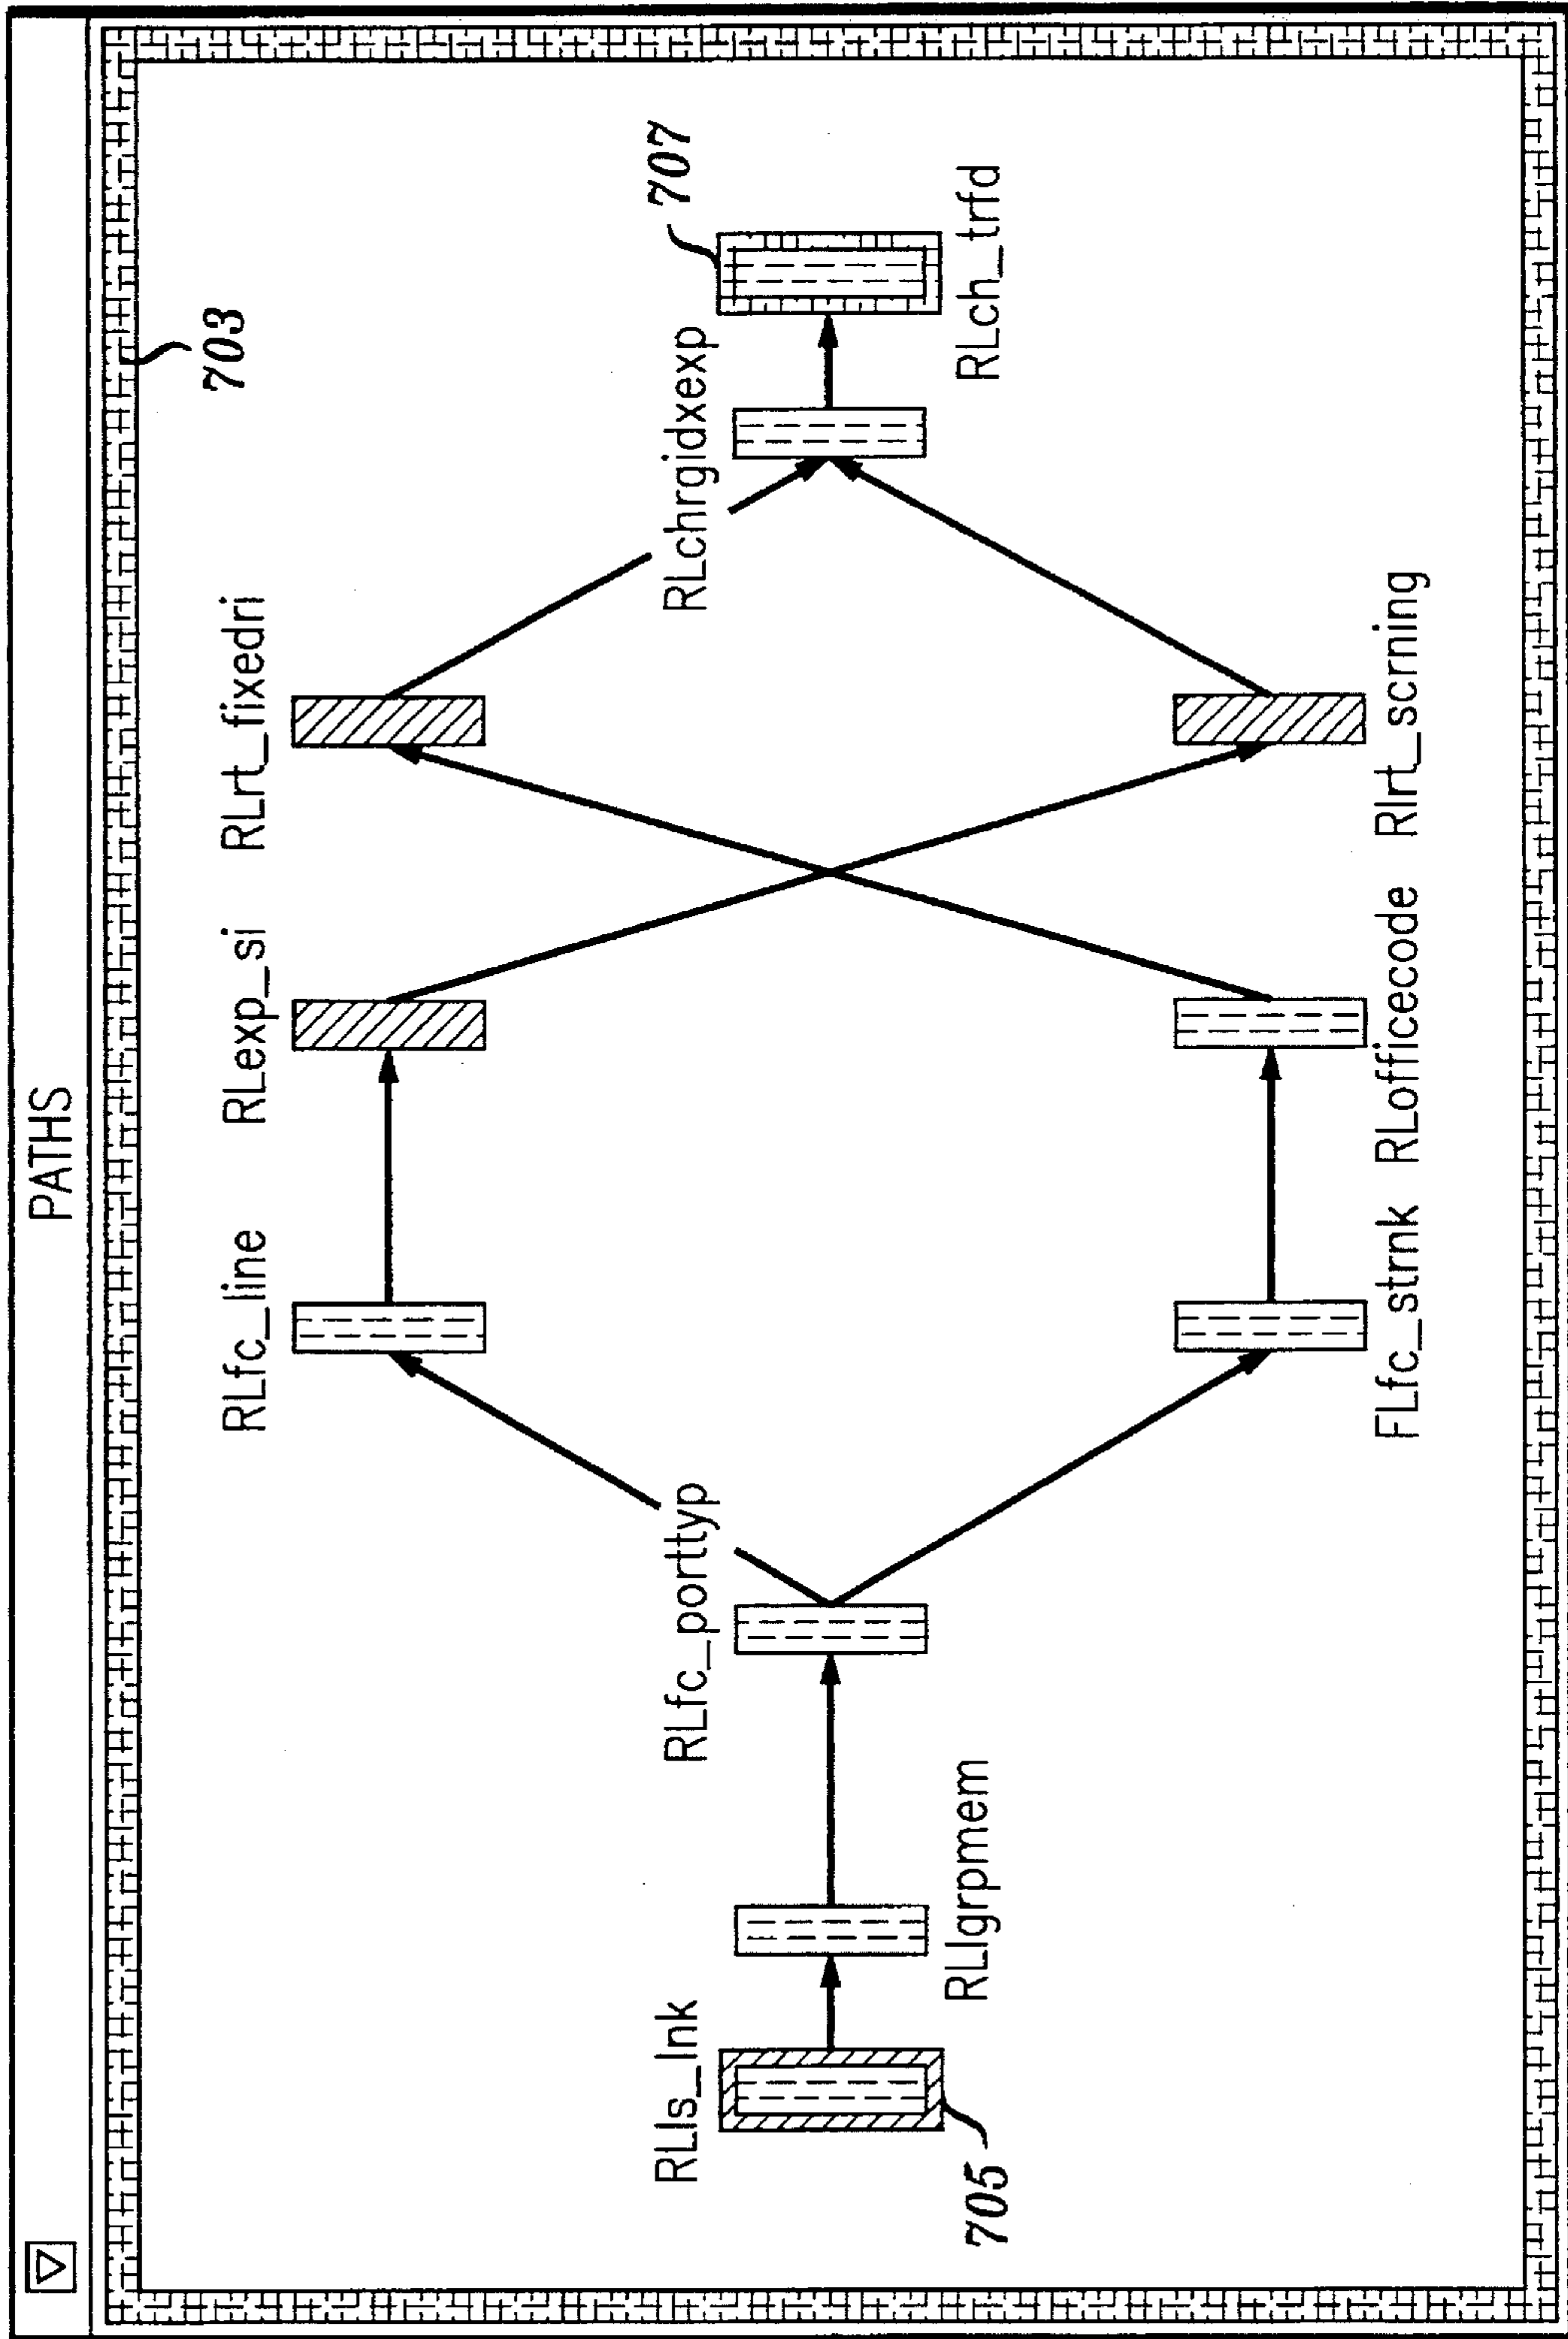 PATHS
703
RLfc_line
RLexp_si
RLrt_fixedri
RLls_lnk
RLfc_porttyp
RLchrgidxexp
707
705
RLlgrpmem
RLch_trfd
FLfc_strnk
RLofficecode
RLrt_scrning